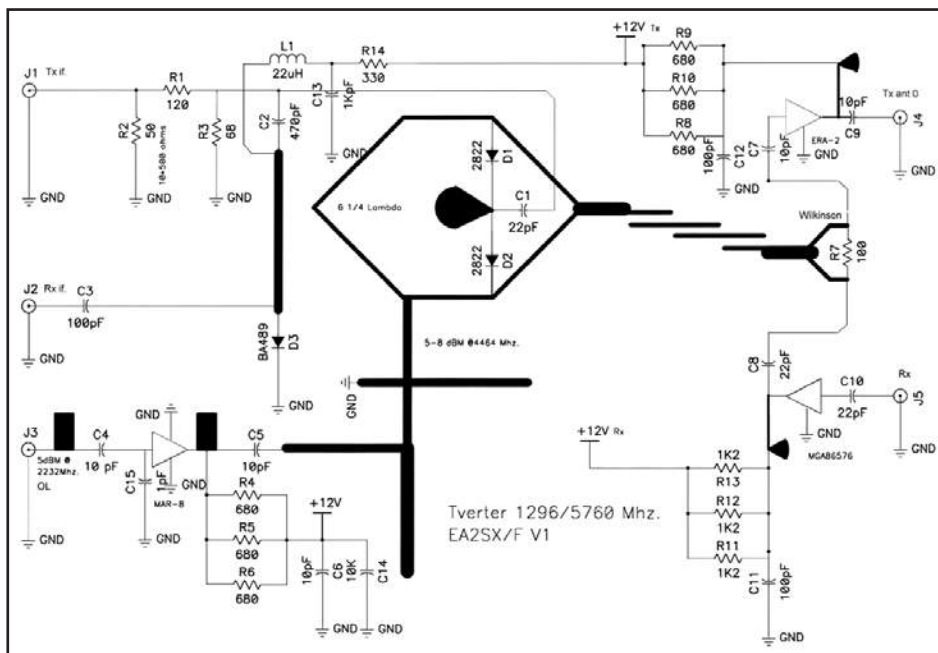 J1 Tx if.
R1
120
R2
50
10*500 ohms
R3
68
GND
GND
GND
L1
22uH
C2
470pF
C13
1KpF
GND
R14
330
+12V Tx
R9
680
R10
680
R8
680
100pF
C12
GND
C7
10pF
ERA-2
GND
10pF
C9
Tx ant 0
J4
GND
6 1/4 Lambda
2822
D1
C1
22pF
2822
D2
Wilkinson
R7
100
J2 Rx if.
C3
100pF
GND
BA489
D3
GND
5-8 dBM @4464 Mhz.
GND
C8
22pF
C10
22pF
Rx
J5
GND
GND
MGA86576
J3
5dBM @
2232Mhz.
OL
GND
C4
10 pF
C15
1pF
GND
GND
MAR-8
GND
C5
10pF
R4
680
R5
680
R6
680
+12V
10pF
C6
10K
C14
GND
GND
Tverter 1296/5760 Mhz.
EA2SX/F V1
+12V Rx
1K2
R13
R12
1K2
R11
1K2
C11
100pF
GND